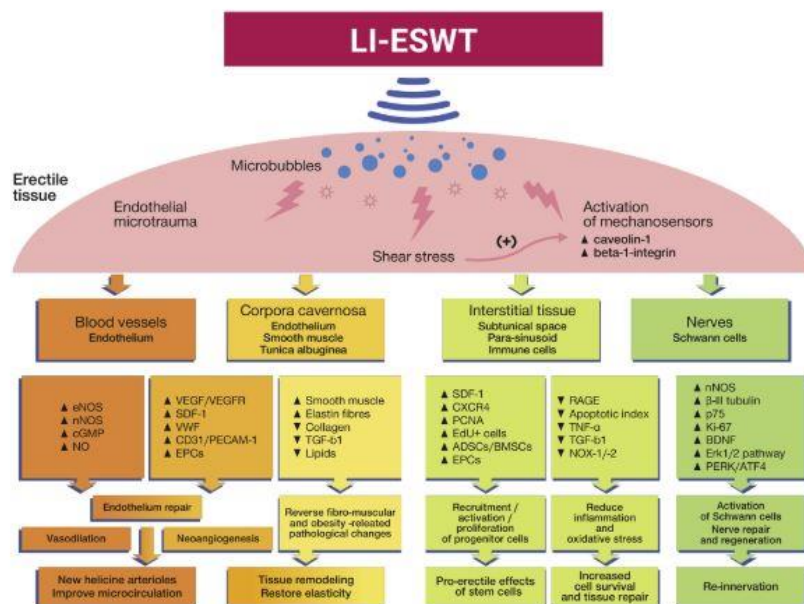 LI-ESWT
Microbubbles
Erectile
tissue
Endothelial
microtrauma
Activation
of mechanosensors
▲ caveolin-1
▲ beta-1-integrin
(+)
Shear stress
Blood vessels
Endothelium
Corpora cavernosa
Endothelium
Smooth muscle
Tunica albuginea
Interstitial tissue
Subtunical space
Para-sinusoid
Immune cells
Nerves
Schwann cells
▲ eNOS
▲ nNOS
▲ cGMP
▲ NO
▲ VEGF/VEGFR
▲ SDF-1
▲ VWF
▲ CD31/PECAM-1
▲ EPCs
▲ Smooth muscle
▲ Elastin fibres
▼ Collagen
▼ TGF-b1
▼ Lipids
▲ SDF-1
▲ CXCR4
▲ PCNA
▲ EdU+ cells
▲ ADSCs/BMSCs
▲ EPCs
▼ RAGE
▼ Apoptotic index
▼ TNF-α
▼ TGF-b1
▼ NOX-1/-2
▲ nNOS
▲ β-III tubulin
▲ p75
▲ Ki-67
▲ BDNF
▲ Erk1/2 pathway
▲ PERK/ATF4
Endothelium repair
Vasodilation
Neoangiogenesis
Reverse fibro-muscular
and obesity -releated
pathological changes
Recruitment /
activation /
proliferation
of progenitor cells
Reduce
inflammation
and
oxidative stress
Activation
of Schwann cells
Nerve repair
and regeneration
New helicine arterioles
Improve microcirculation
Tissue remodeling
Restore elasticity
Pro-erectile effects
of stem cells
Increased
cell survival
and tissue repair
Re-innervation